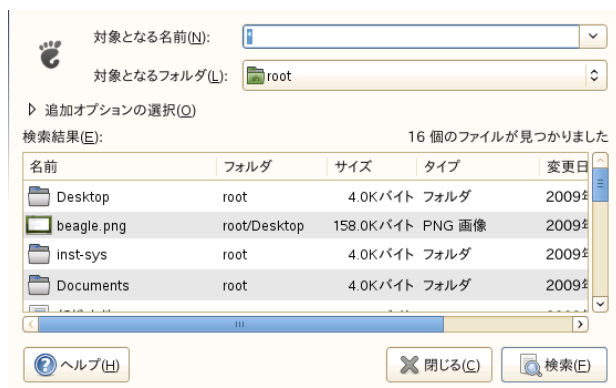 対象となる名前(N): *
対象となるフォルダ(L): root
追加オプションの選択(O)
検索結果(E): 16 個のファイルが見つかりました
名前 フォルダ サイズ タイプ 変更日
Desktop root 4.0Kバイト フォルダ 2009年
beagle.png root/Desktop 158.0Kバイト PNG 画像 2009年
inst-sys root 4.0Kバイト フォルダ 2009年
Documents root 4.0Kバイト フォルダ 2009年
ヘルプ(H) 閉じる(C) 検索(F)